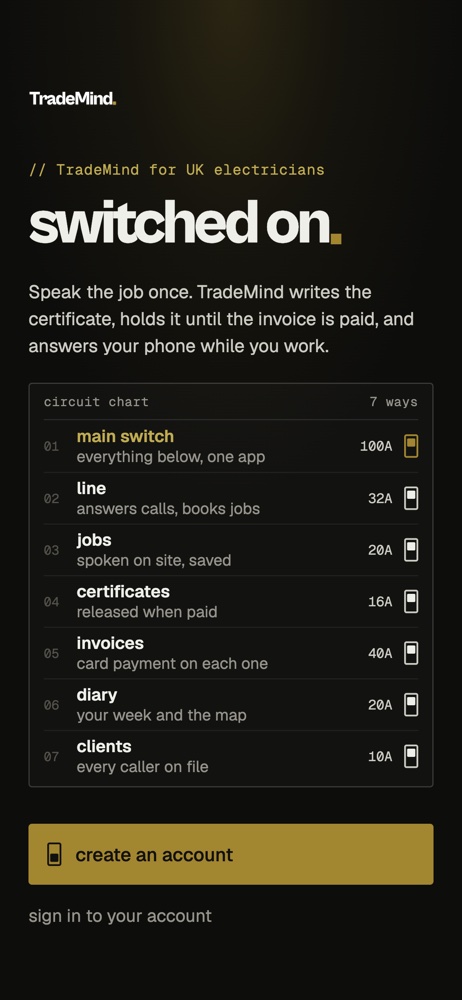 TradeMind.
// TradeMind for UK electricians
switched on.
Speak the job once. TradeMind writes the
certificate, holds it until the invoice is paid, and
answers your phone while you work.
circuit chart 7 ways
01 main switch 100A
everything below, one app
02 line 32A
answers calls, books jobs
03 jobs 20A
spoken on site, saved
04 certificates 16A
released when paid
05 invoices 40A
card payment on each one
06 diary 20A
your week and the map
07 clients 10A
every caller on file
create an account
sign in to your account